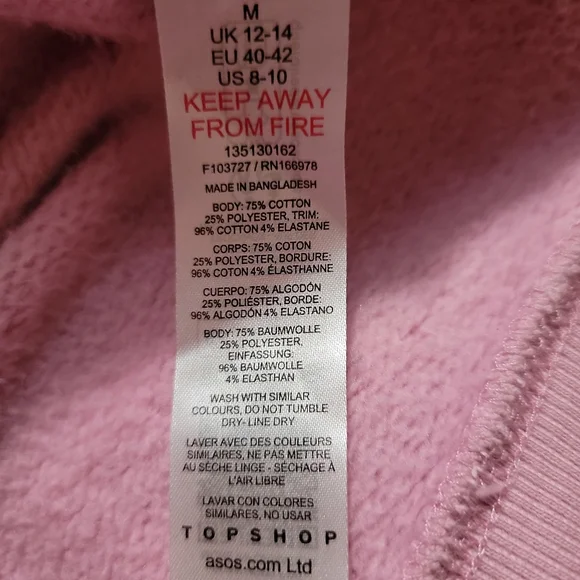 M
UK 12-14
EU 40-42
US 8-10
KEEP AWAY
FROM FIRE
135130162
F103727 / RN166978
MADE IN BANGLADESH
BODY: 75% COTTON
25% POLYESTER, TRIM:
96% COTTON 4% ELASTANE
CORPS: 75% COTON
25% POLYESTER, BORDURE:
96% COTON 4% ÉLASTHANNE
CUERPO: 75% ALGODÓN
25% POLIÉSTER, BORDE:
96% ALGODÓN 4% ELASTANO
BODY: 75% BAUMWOLLE
25% POLYESTER,
EINFASSUNG:
96% BAUMWOLLE
4% ELASTHAN
WASH WITH SIMILAR
COLOURS, DO NOT TUMBLE
DRY- LINE DRY
LAVER AVEC DES COULEURS
SIMILAIRES, NE PAS METTRE
AU SÈCHE LINGE - SÉCHAGE À
L'AIR LIBRE
LAVAR CON COLORES
SIMILARES, NO USAR
TOPSHOP
asos.com Ltd